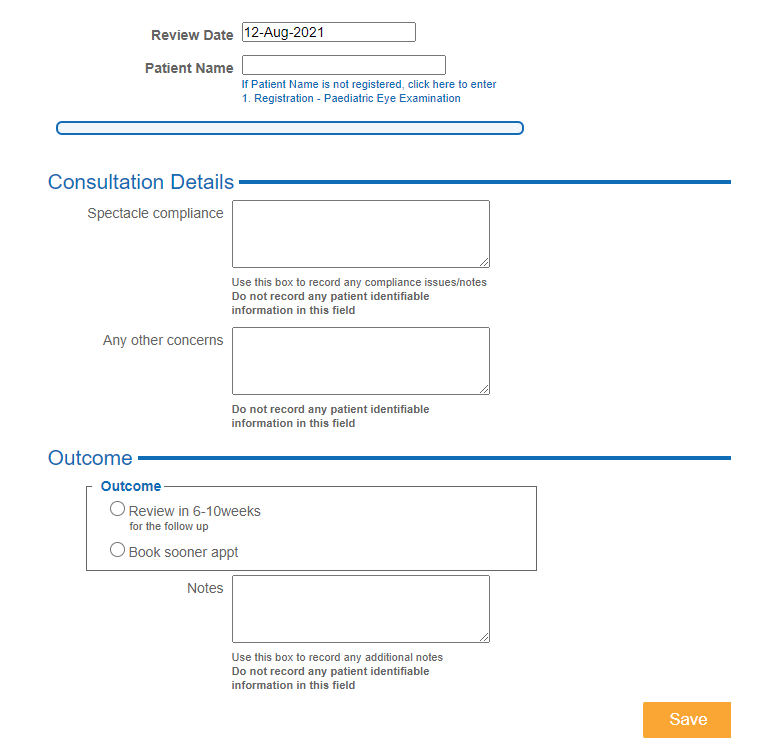 Review Date 12-Aug-2021
Patient Name
If Patient Name is not registered, click here to enter
1. Registration - Paediatric Eye Examination
Consultation Details
Spectacle compliance
Use this box to record any compliance issues/notes
Do not record any patient identifiable
information in this field
Any other concerns
Do not record any patient identifiable
information in this field
Outcome
Outcome
Review in 6-10weeks
for the follow up
Book sooner appt
Notes
Use this box to record any additional notes
Do not record any patient identifiable
information in this field
Save